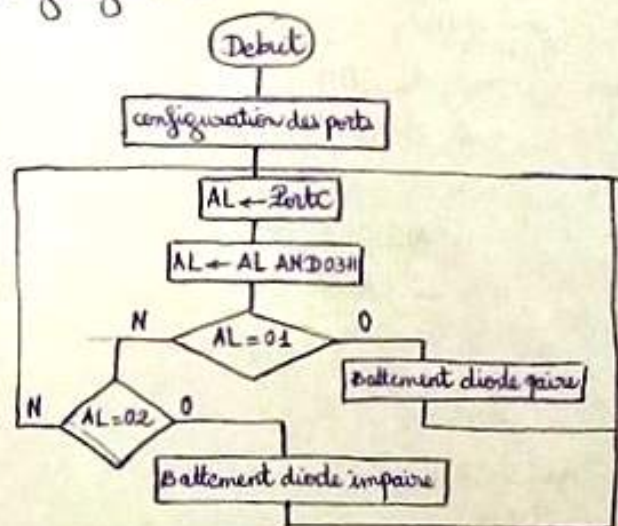 Debut
configuration des ports
AL ← PortC
AL ← AL AND 03H
N
AL = 01
O
Battement diode paire
N
AL=02
O
Battement diode impaire